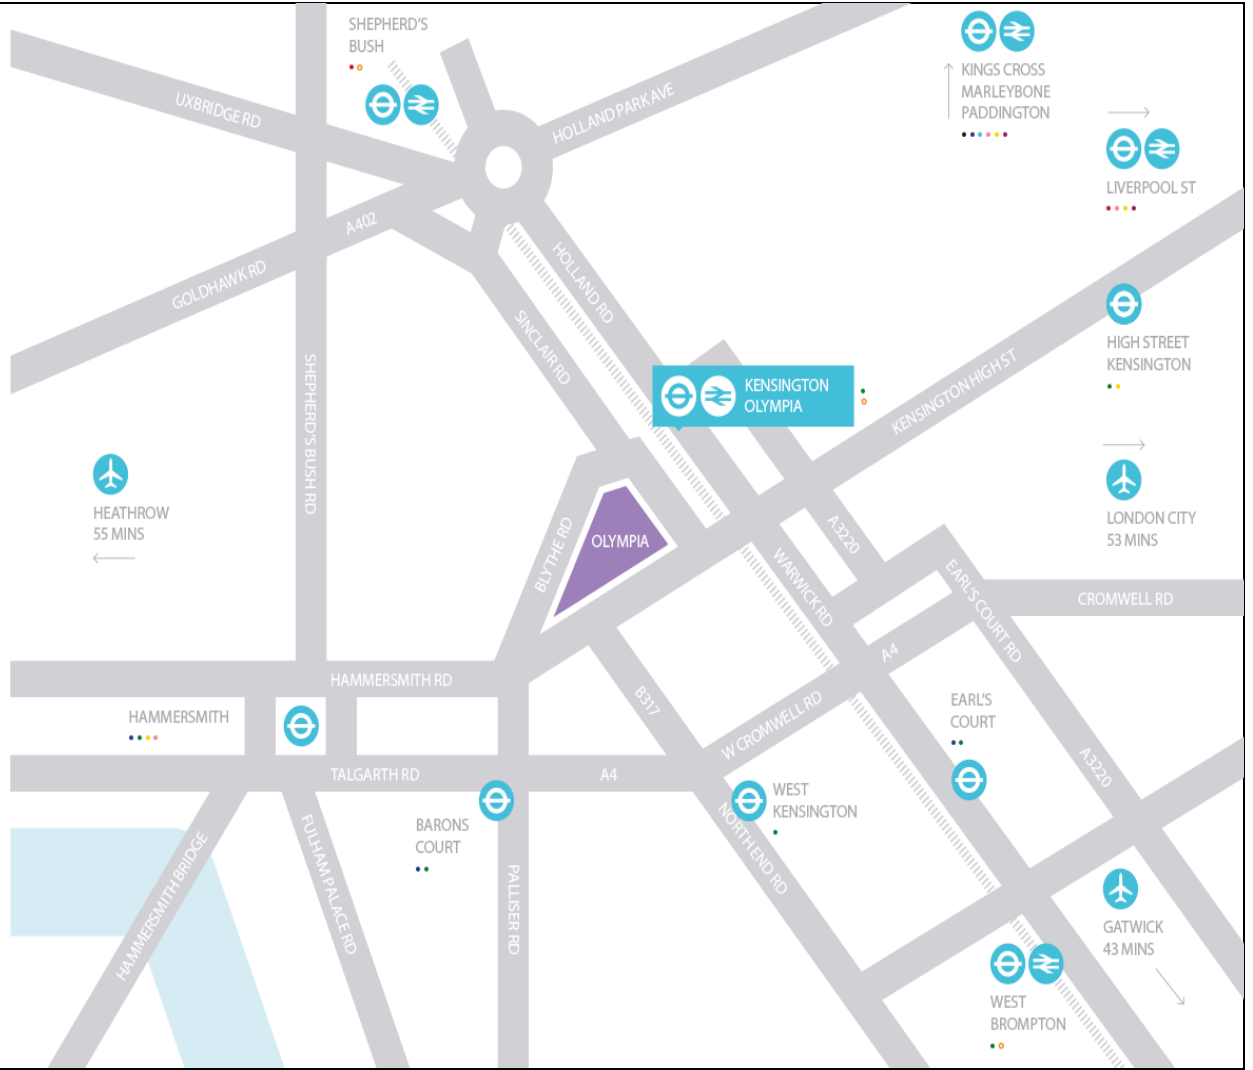 SHEPHERD'S
BUSH
KINGS CROSS
MARLEYBONE
PADDINGTON
UXBRIDGE RD
HOLLAND PARK AVE
LIVERPOOL ST
A402
GOLDHAWK RD
HOLLAND RD
SINCLAIR RD
SHEPHERD'S BUSH RD
KENSINGTON
OLYMPIA
KENSINGTON HIGH ST
HIGH STREET
KENSINGTON
HEATHROW
55 MINS
LONDON CITY
53 MINS
BLYTHE RD
OLYMPIA
A3220
WARWICK RD
EARL'S COURT RD
CROMWELL RD
A4
HAMMERSMITH RD
B317
W CROMWELL RD
HAMMERSMITH
EARL'S
COURT
TALGARTH RD
A4
A3220
WEST
KENSINGTON
BARONS
COURT
NORTH END RD
HAMMERSMITH BRIDGE
FULHAM PALACE RD
PALLISER RD
GATWICK
43 MINS
WEST
BROMPTON